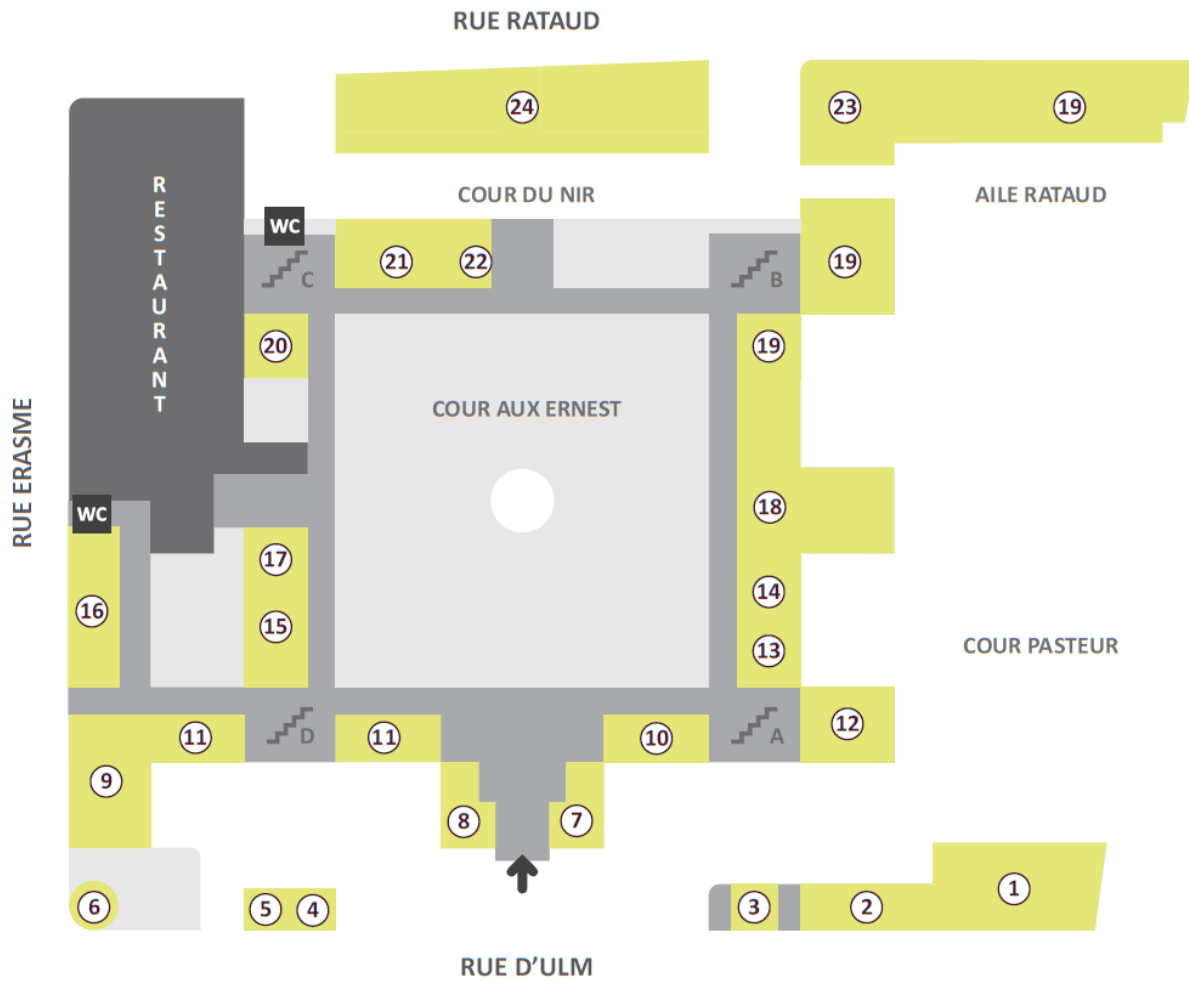 RUE RATAUD
24
23
19
RESTAURANT
COUR DU NIR
AILE RATAUD
WC
21
22
19
C
B
20
19
RUE ERASME
COUR AUX ERNEST
WC
18
17
14
16
15
13
COUR PASTEUR
11
D
11
10
A
12
9
8
7
6
5
4
3
2
1
RUE D’ULM